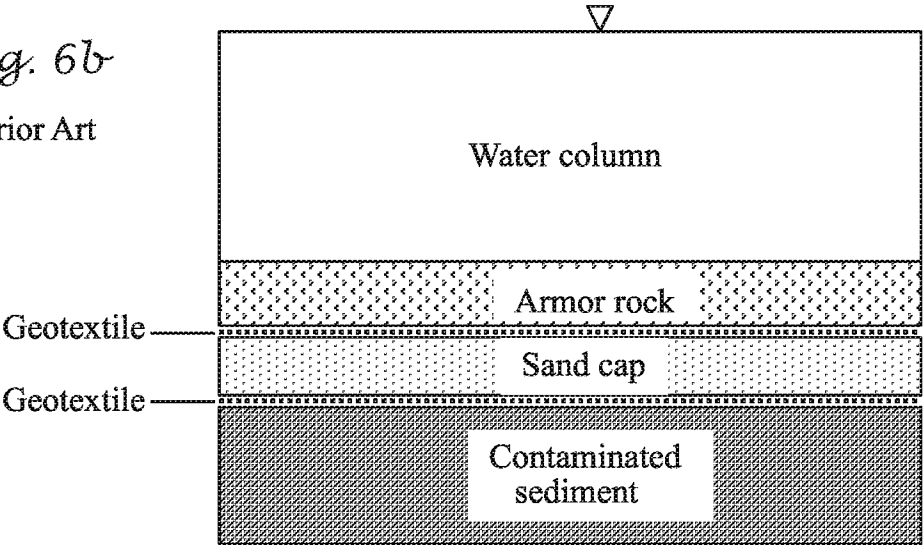 g. 6b
rior Art
Water column
Armor rock
Geotextile
Sand cap
Geotextile
Contaminated
sediment